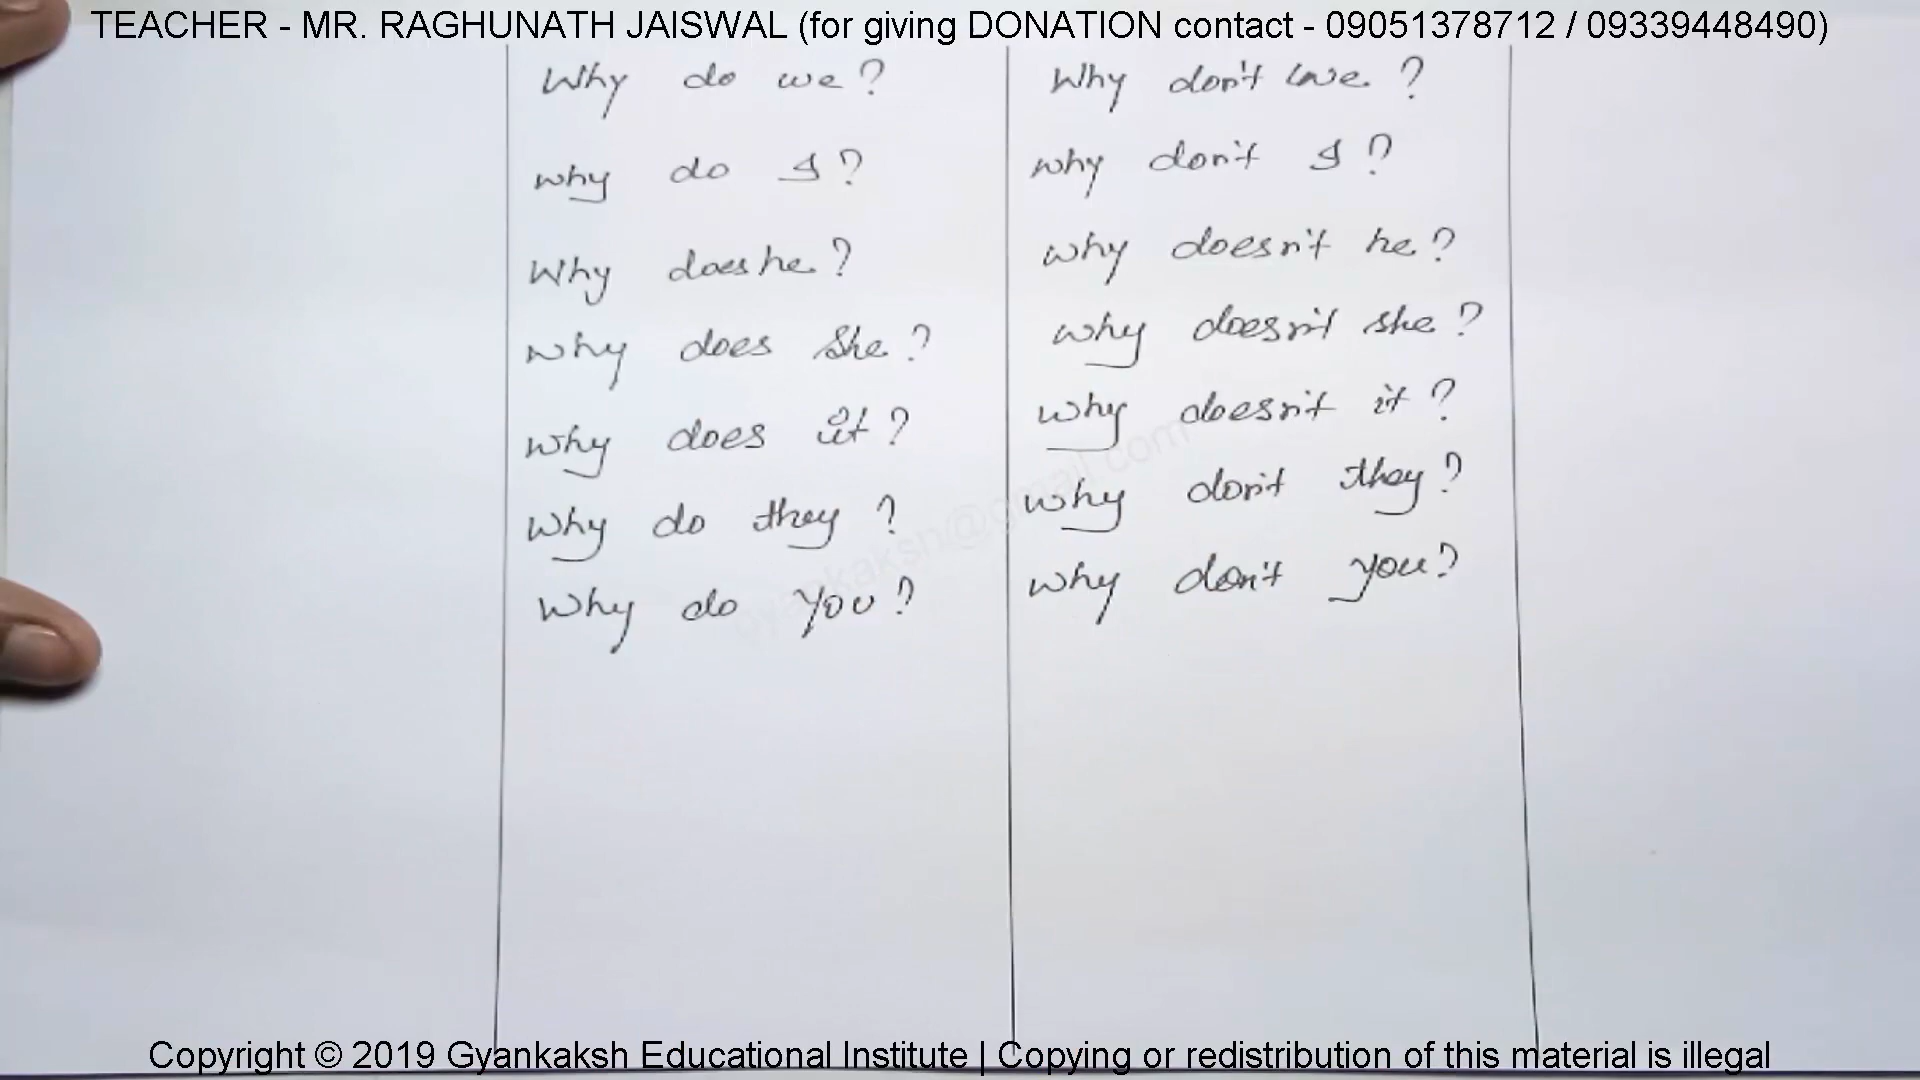 TEACHER - MR. RAGHUNATH JAISWAL (for giving DONATION contact - 09051378712 / 09339448490)
Why do we? Why don't we?
why do I? why don't I?
Why does he? why doesn't he?
why does she? why doesn't she?
why does it? why doesn't it?
Why do they? why don't they?
Why do you? why don't you?
gyankaksh@gmail.com
Copyright © 2019 Gyankaksh Educational Institute | Copying or redistribution of this material is illegal